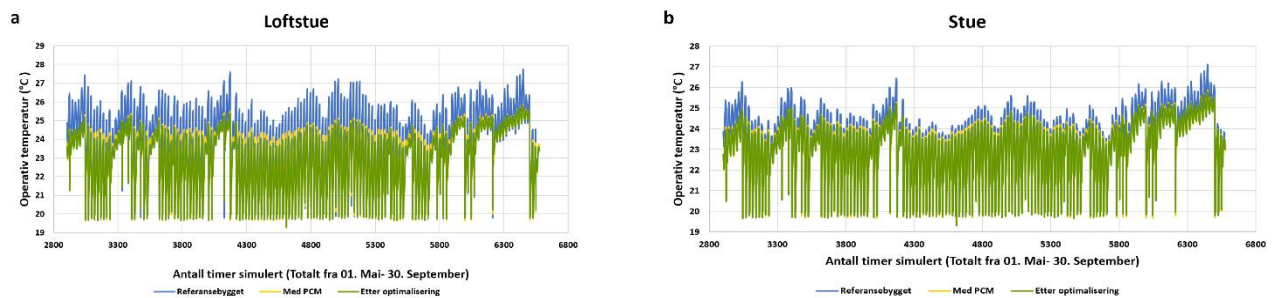 a
Loftstue
Operativ temperatur (°C )
29
28
27
26
25
24
23
22
21
20
19
2800 3300 3800 4300 4800 5300 5800 6300 6800
Antall timer simulert (Totalt fra 01. Mai- 30. September)
Referansebygget Med PCM Etter optimalisering
b
Stue
Operativ temperatur (°C )
28
27
26
25
24
23
22
21
20
19
2800 3300 3800 4300 4800 5300 5800 6300 6800
Antall timer simulert (Totalt fra 01. Mai- 30. September)
Referansebygget Med PCM Etter optimalisering